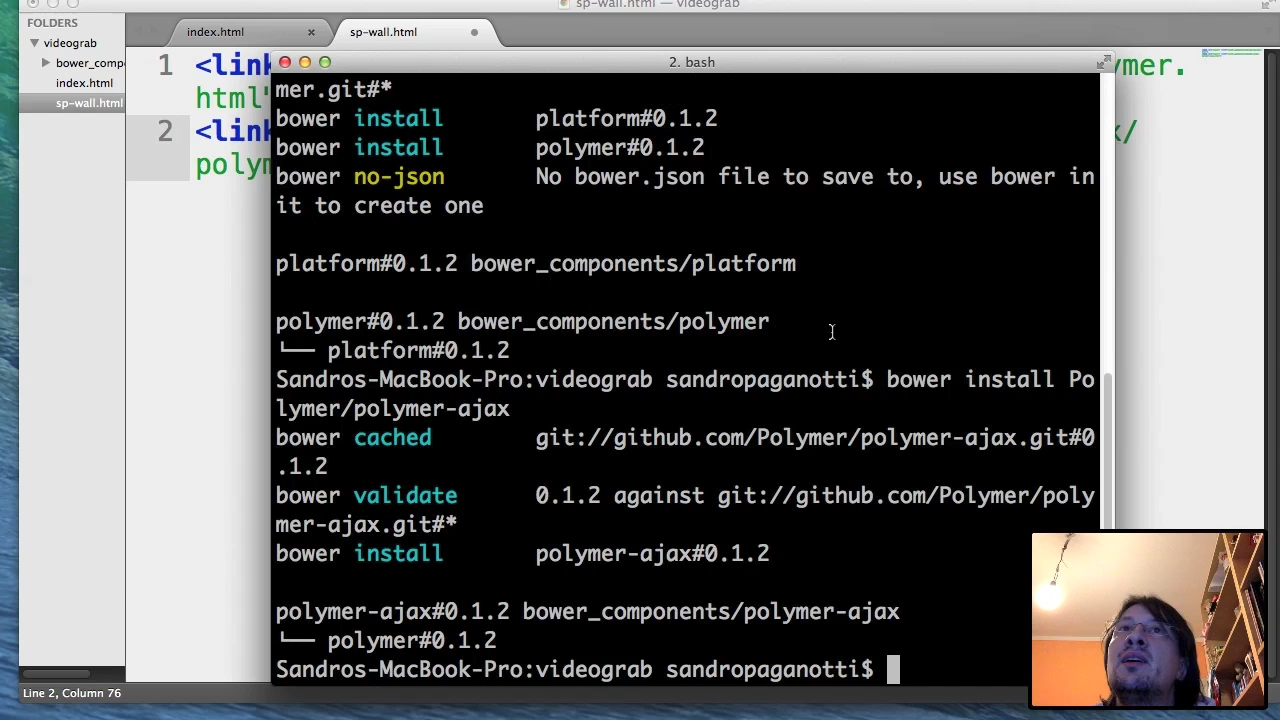 sp-wall.html — videograb
FOLDERS
videograb
bower_compo
index.html
sp-wall.html
index.html
sp-wall.html
1 <link
ymer.
html"
2 <link
x/
polym
2. bash
mer.git#*
bower install platform#0.1.2
bower install polymer#0.1.2
bower no-json No bower.json file to save to, use bower in
it to create one
platform#0.1.2 bower_components/platform
polymer#0.1.2 bower_components/polymer
└── platform#0.1.2
Sandros-MacBook-Pro:videograb sandropaganotti$ bower install Po
lymer/polymer-ajax
bower cached git://github.com/Polymer/polymer-ajax.git#0
.1.2
bower validate 0.1.2 against git://github.com/Polymer/poly
mer-ajax.git#*
bower install polymer-ajax#0.1.2
polymer-ajax#0.1.2 bower_components/polymer-ajax
└── polymer#0.1.2
Sandros-MacBook-Pro:videograb sandropaganotti$
Line 2, Column 76